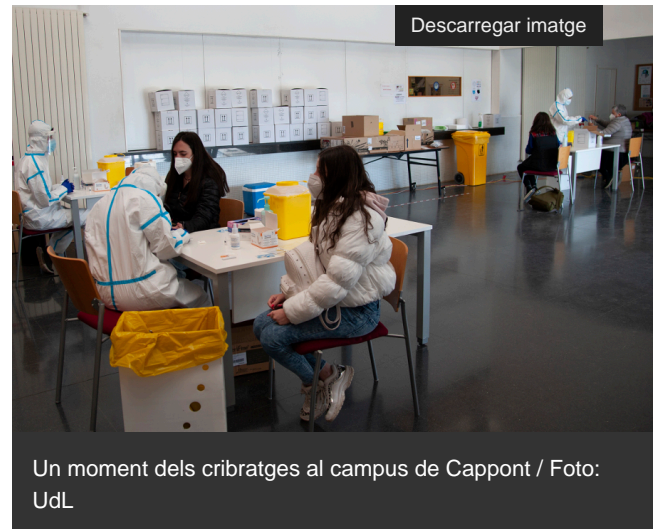 Descarregar imatge
Un moment dels cribratges al campus de Cappont / Foto:
UdL